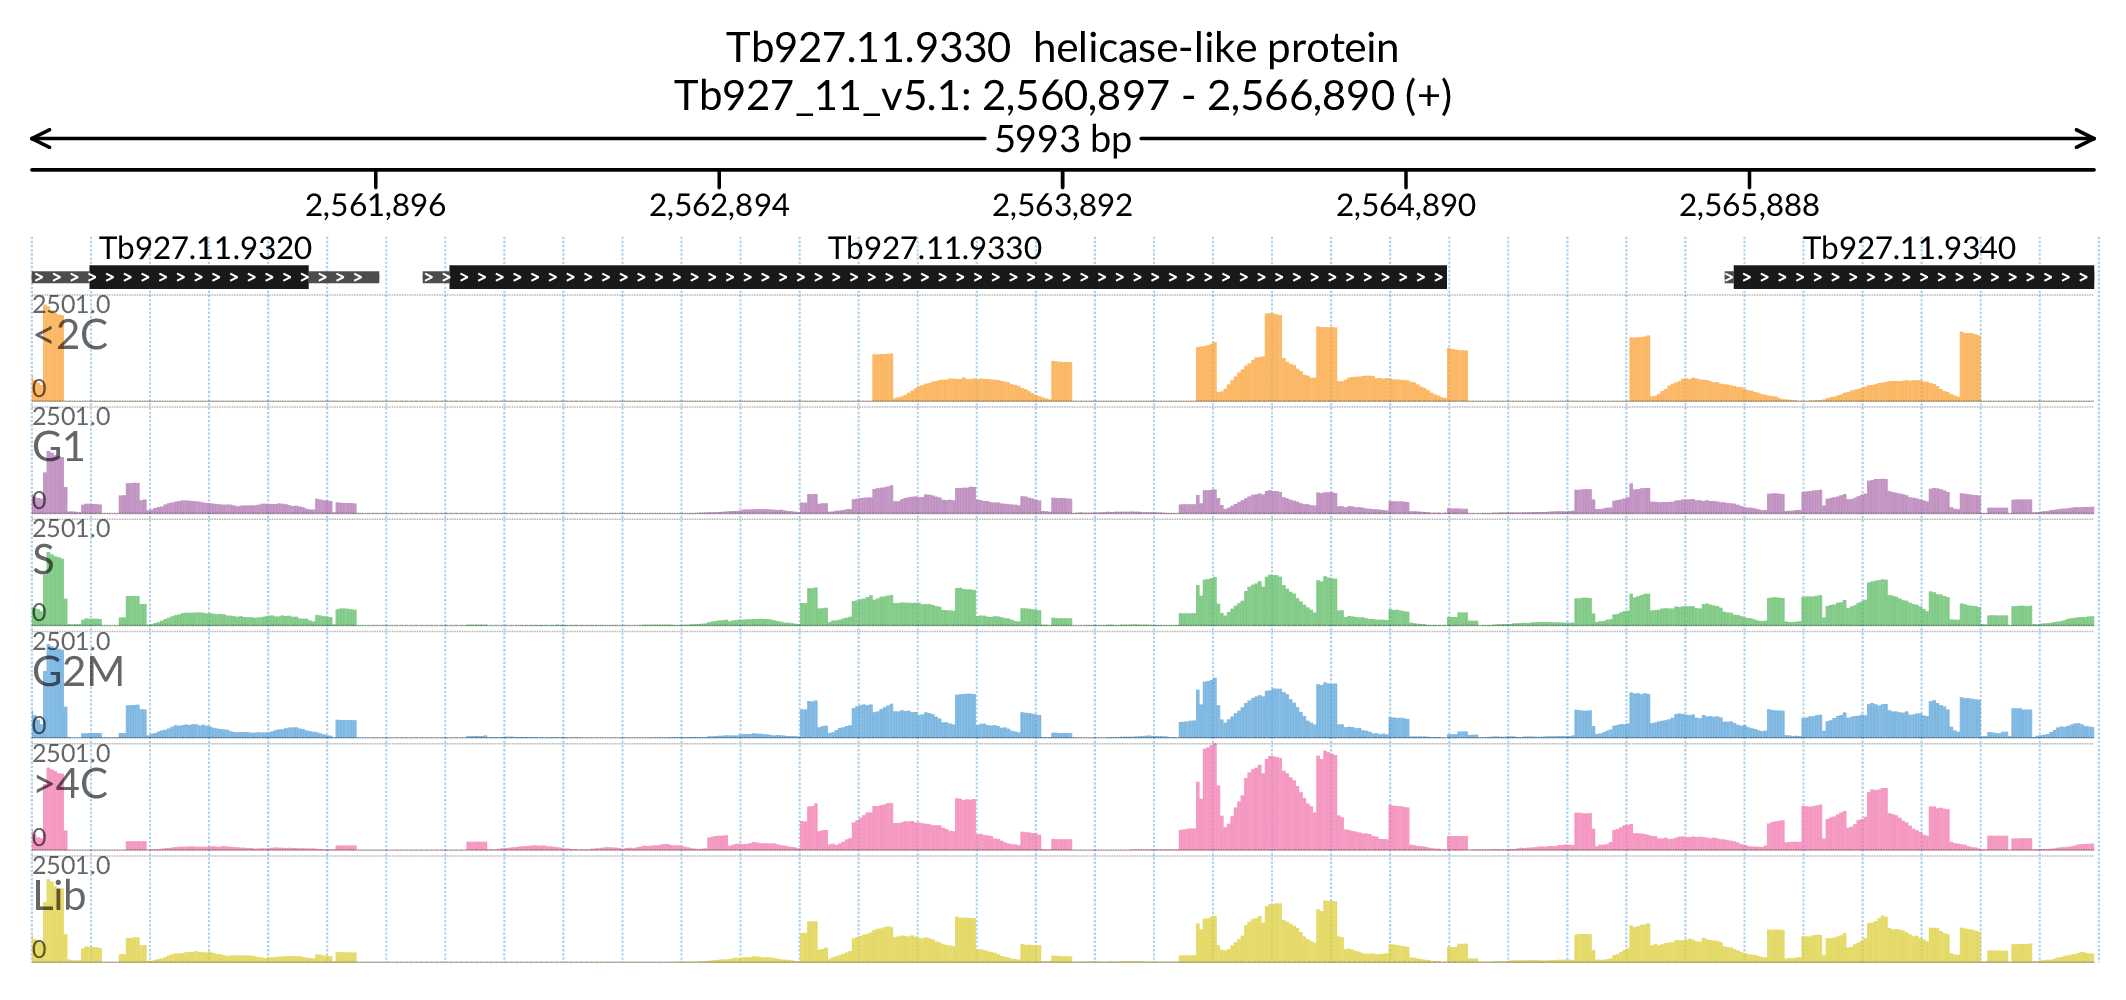 Tb927.11.9330  helicase-like protein
Tb927_11_v5.1: 2,560,897 - 2,566,890 (+)
5993 bp
2,561,896 2,562,894 2,563,892 2,564,890 2,565,888
Tb927.11.9320 Tb927.11.9330 Tb927.11.9340
2501.0
<2C
0
2501.0
G1
0
2501.0
S
0
2501.0
G2M
0
2501.0
>4C
0
2501.0
Lib
0